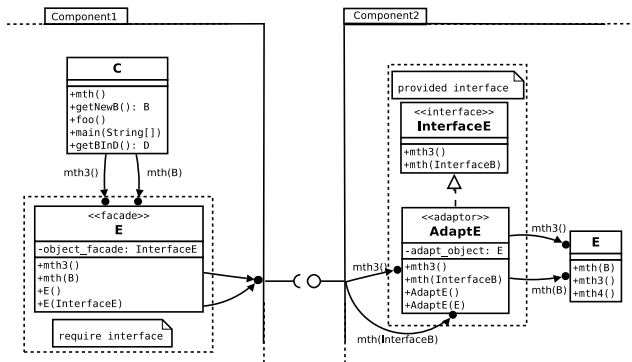 Component1
Component2
C
+mth()
+getNewB(): B
+foo()
+main(String[])
+getBInD(): D
mth3()
mth(B)
<<facade>>
E
-object_facade: InterfaceE
+mth3()
+mth(B)
+E()
+E(InterfaceE)
require interface
provided interface
<<interface>>
InterfaceE
+mth3()
+mth(InterfaceB)
<<adaptor>>
AdaptE
-adapt_object: E
+mth3()
+mth(InterfaceB)
+AdaptE()
+AdaptE(E)
mth3()
mth(InterfaceB)
mth3()
mth(B)
E
+mth(B)
+mth3()
+mth4()